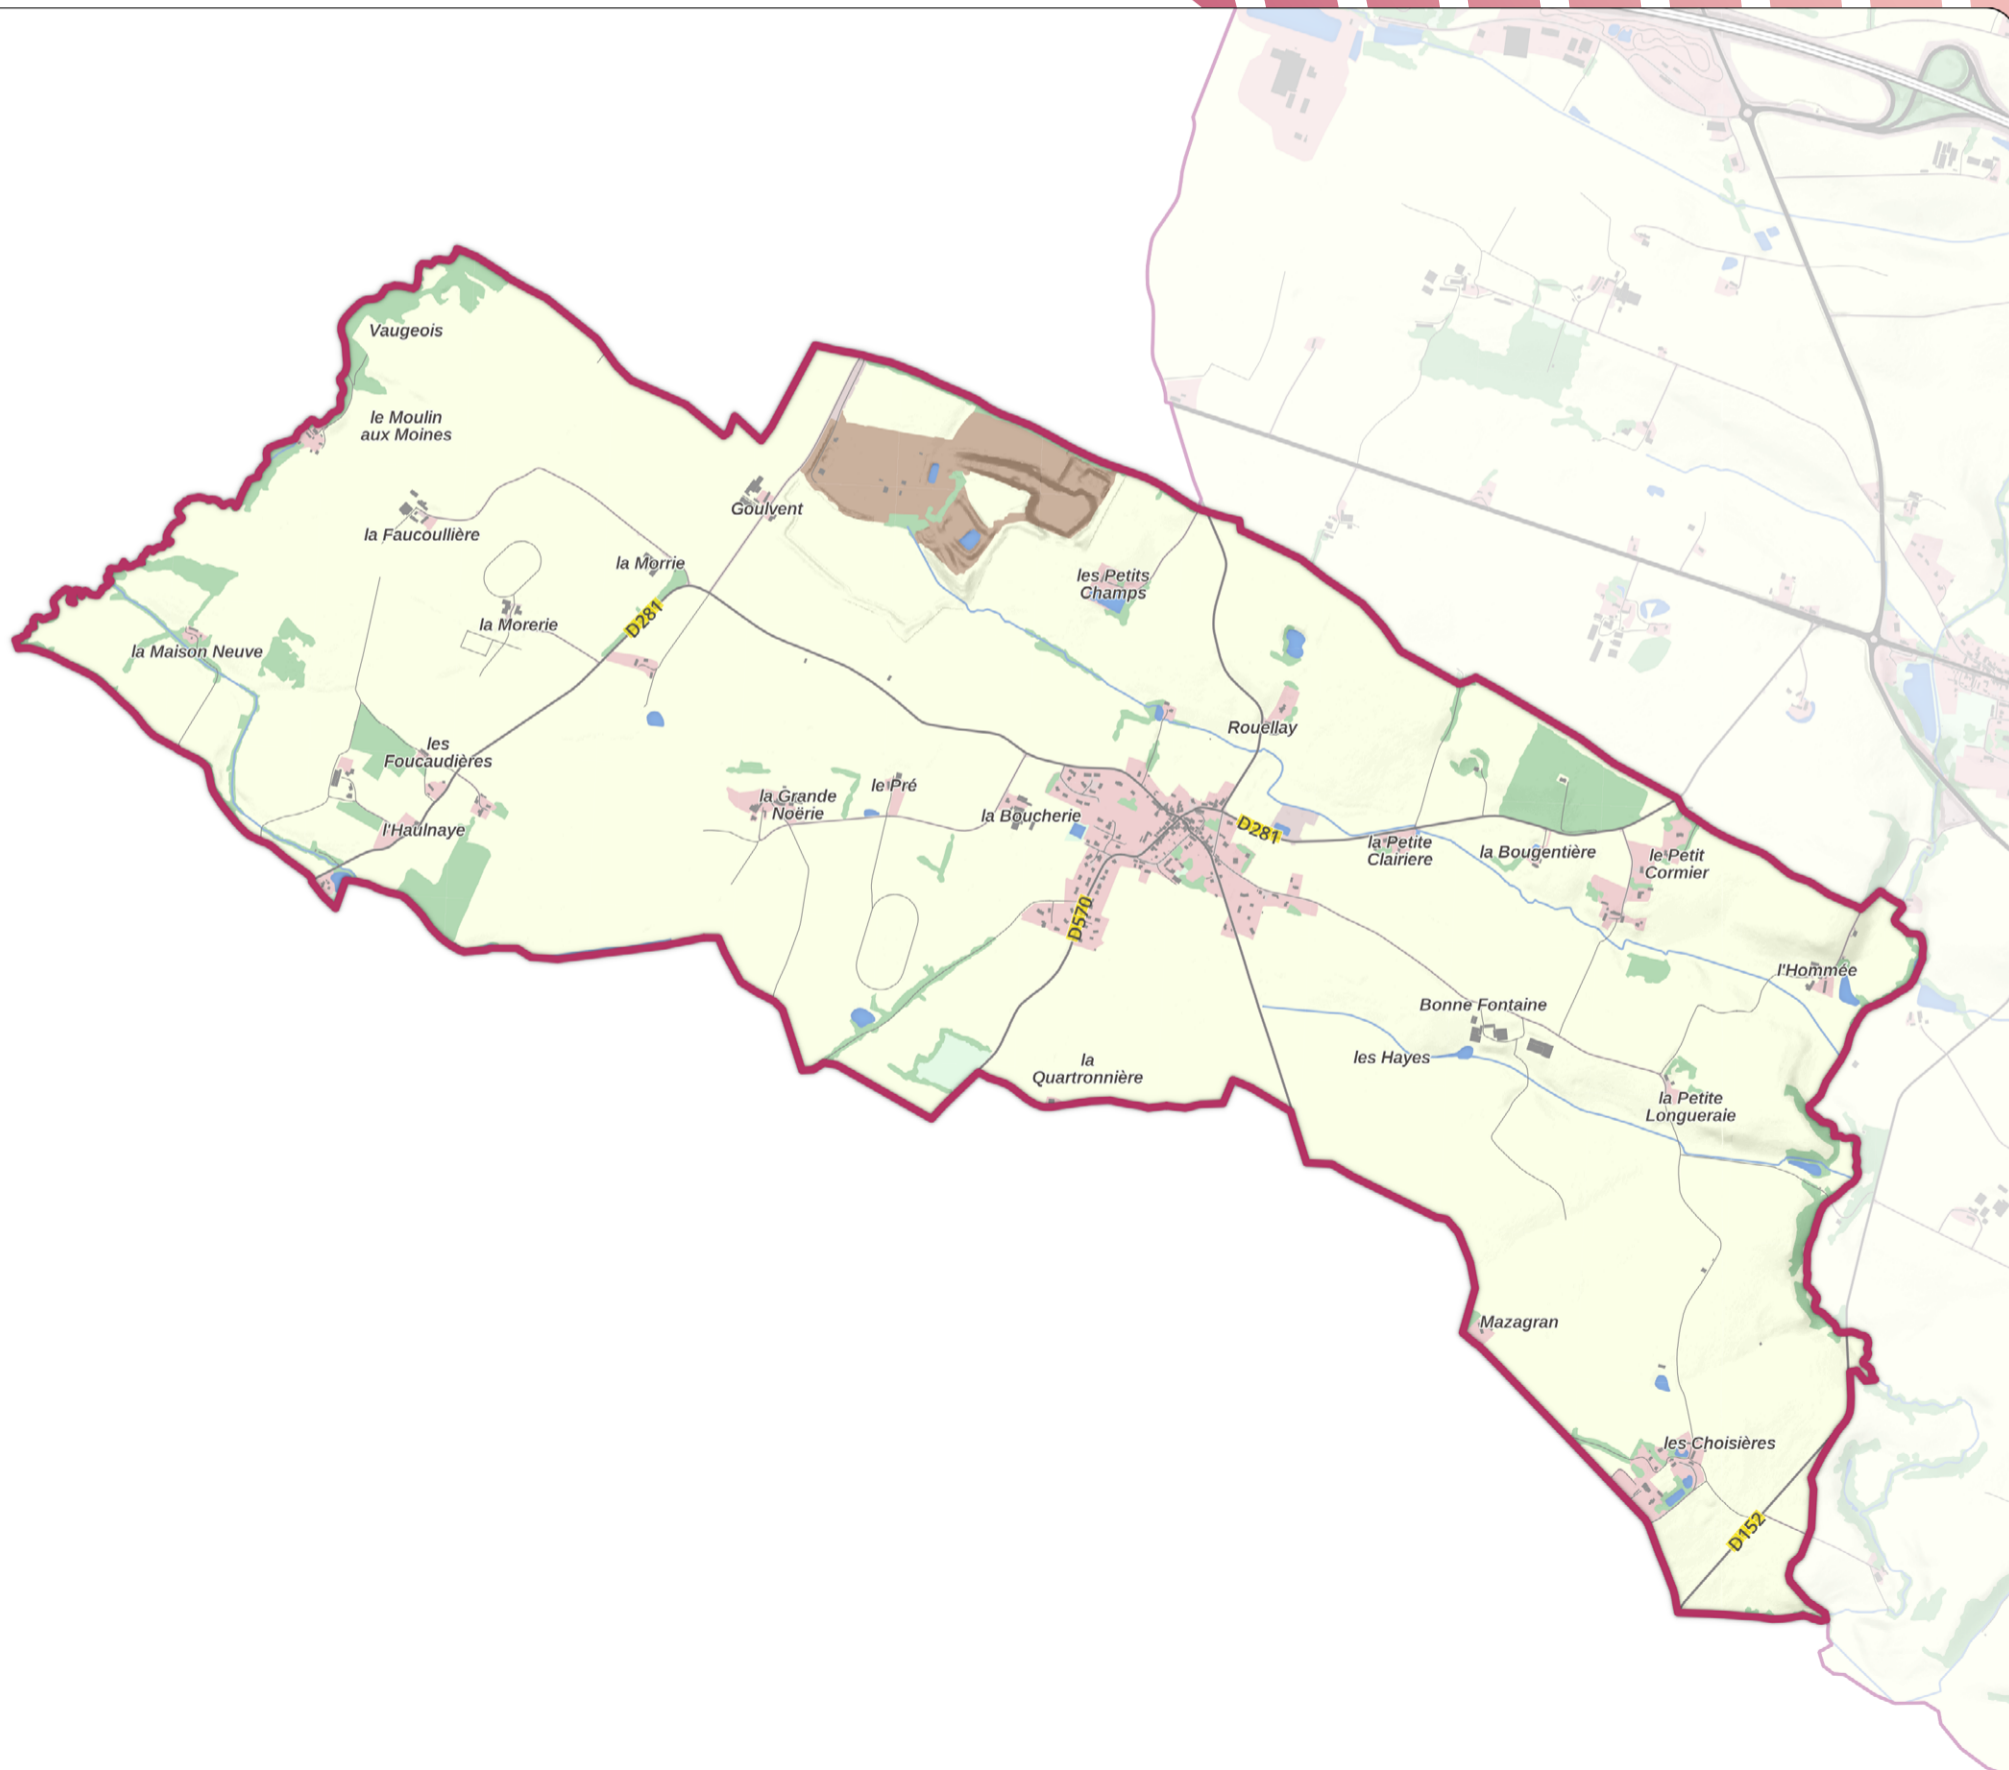 Vaugeois
le Moulin
aux Moines
Goulvent
la Faucoullière
la Morrie
les Petits
Champs
D281
la Morerie
la Maison Neuve
Rouellay
les
Foucaudières
le Pré
la Grande
Noërie
la Boucherie
l'Haulnaye
D281
la Petite
Clairiere
la Bougentière
le Petit
Cormier
D570
l'Hommée
Bonne Fontaine
les Hayes
la
Quartronnière
la Petite
Longueraie
Mazagran
les Choisières
D152